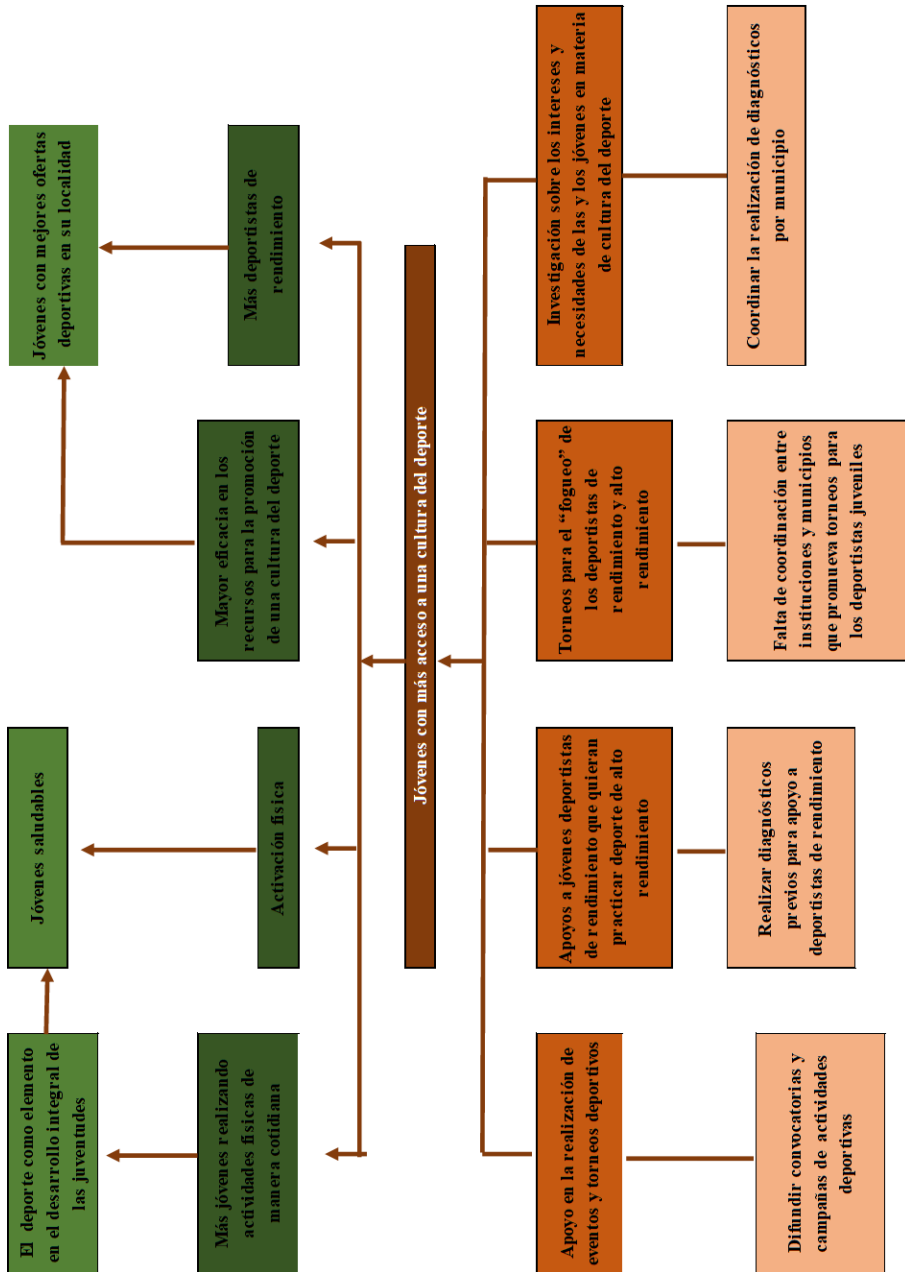 El deporte como elemento
en el desarrollo integral de
las juventudes
Jóvenes saludables
Jóvenes con mejores ofertas
deportivas en su localidad
Más jóvenes realizando
actividades físicas de
manera cotidiana
Activación física
Mayor eficacia en los
recursos para la promoción
de una cultura del deporte
Más deportistas de
rendimiento
Jóvenes con más acceso a una cultura del deporte
Apoyo en la realización de
eventos y torneos deportivos
Apoyos a jóvenes deportistas
de rendimiento que quieran
practicar deporte de alto
rendimiento
Torneos para el “fogueo” de
los deportistas de
rendimiento y alto
rendimiento
Investigación sobre los intereses y
necesidades de las y los jóvenes en materia
de cultura del deporte
Difundir convocatorias y
campañas de actividades
deportivas
Realizar diagnósticos
previos para apoyo a
deportistas de rendimiento
Falta de coordinación entre
instituciones y municipios
que promueva torneos para
los deportistas juveniles
Coordinar la realización de diagnósticos
por municipio